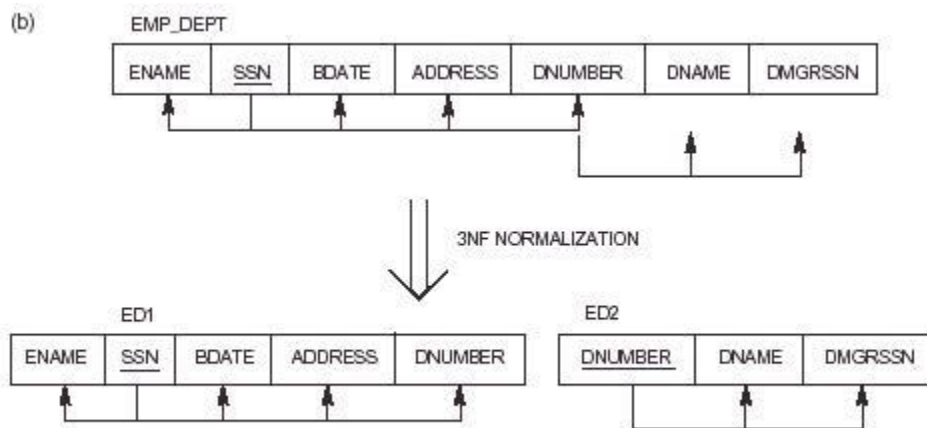 (b)
EMP_DEPT
ENAME SSN BDATE ADDRESS DNUMBER DNAME DMGRSSN
3NF NORMALIZATION
ED1
ENAME SSN BDATE ADDRESS DNUMBER
ED2
DNUMBER DNAME DMGRSSN